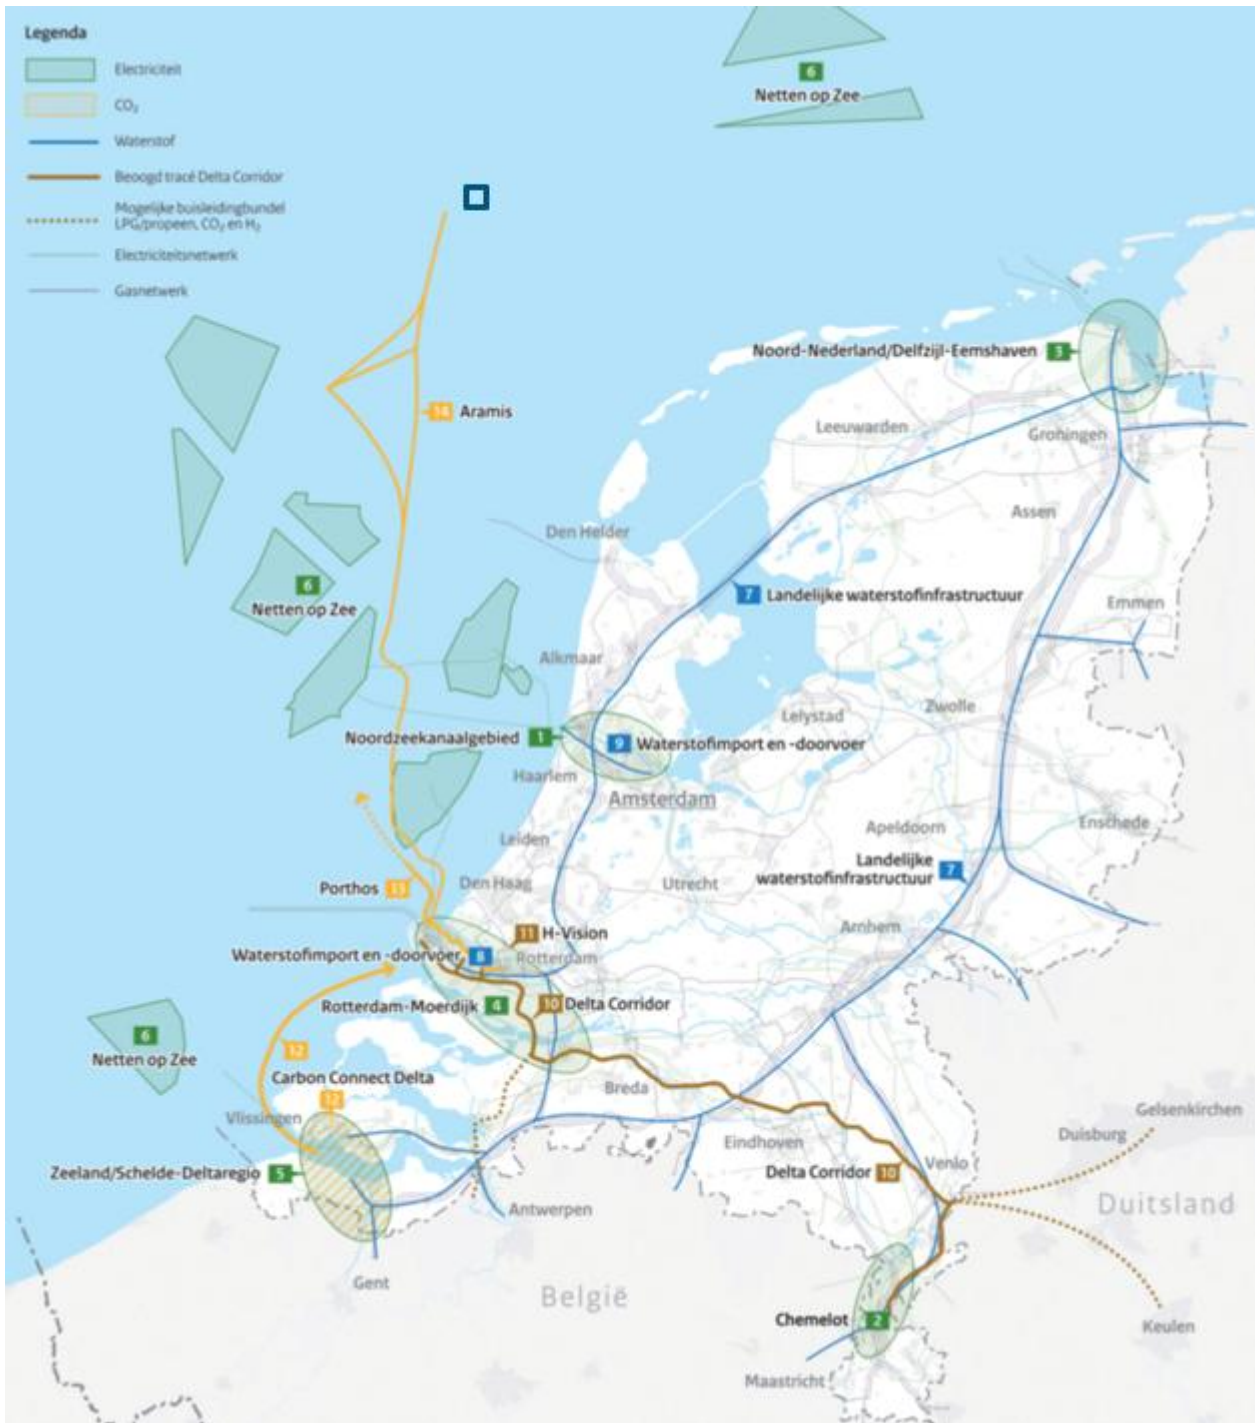 Legenda
Electriciteit
CO₂
Waterstof
Beoogd tracé Delta Corridor
Mogelijke buisleidingbundel
LPG/propeen, CO₂ en H₂
Electriciteitsnetwerk
Gasnetwerk
6
Netten op Zee
Noord-Nederland/Delfzijl-Eemshaven 3
14 Aramis
Leeuwarden
Groningen
Assen
Den Helder
6
Netten op Zee
7 Landelijke waterstofinfrastructuur
Emmen
Alkmaar
Zwolle
Lelystad
Noordzeekanaalgebied 1
9 Waterstofimport en -doorvoer
Haarlem
Amsterdam
Apeldoorn
Enschede
Leiden
Landelijke
waterstofinfrastructuur 7
Porthos 13
Den Haag
Utrecht
Arnhem
11 H-Vision
Waterstofimport en -doorvoer 8
Rotterdam
Rotterdam-Moerdijk 4
10 Delta Corridor
6
Netten op Zee
12
Carbon Connect Delta
12
Breda
Vlissingen
Gelsenkirchen
Duisburg
Eindhoven
Venlo
Zeeland/Schelde-Deltaregio 5
Delta Corridor 10
Antwerpen
Duitsland
Gent
België
Chemelot 2
Keulen
Maastricht